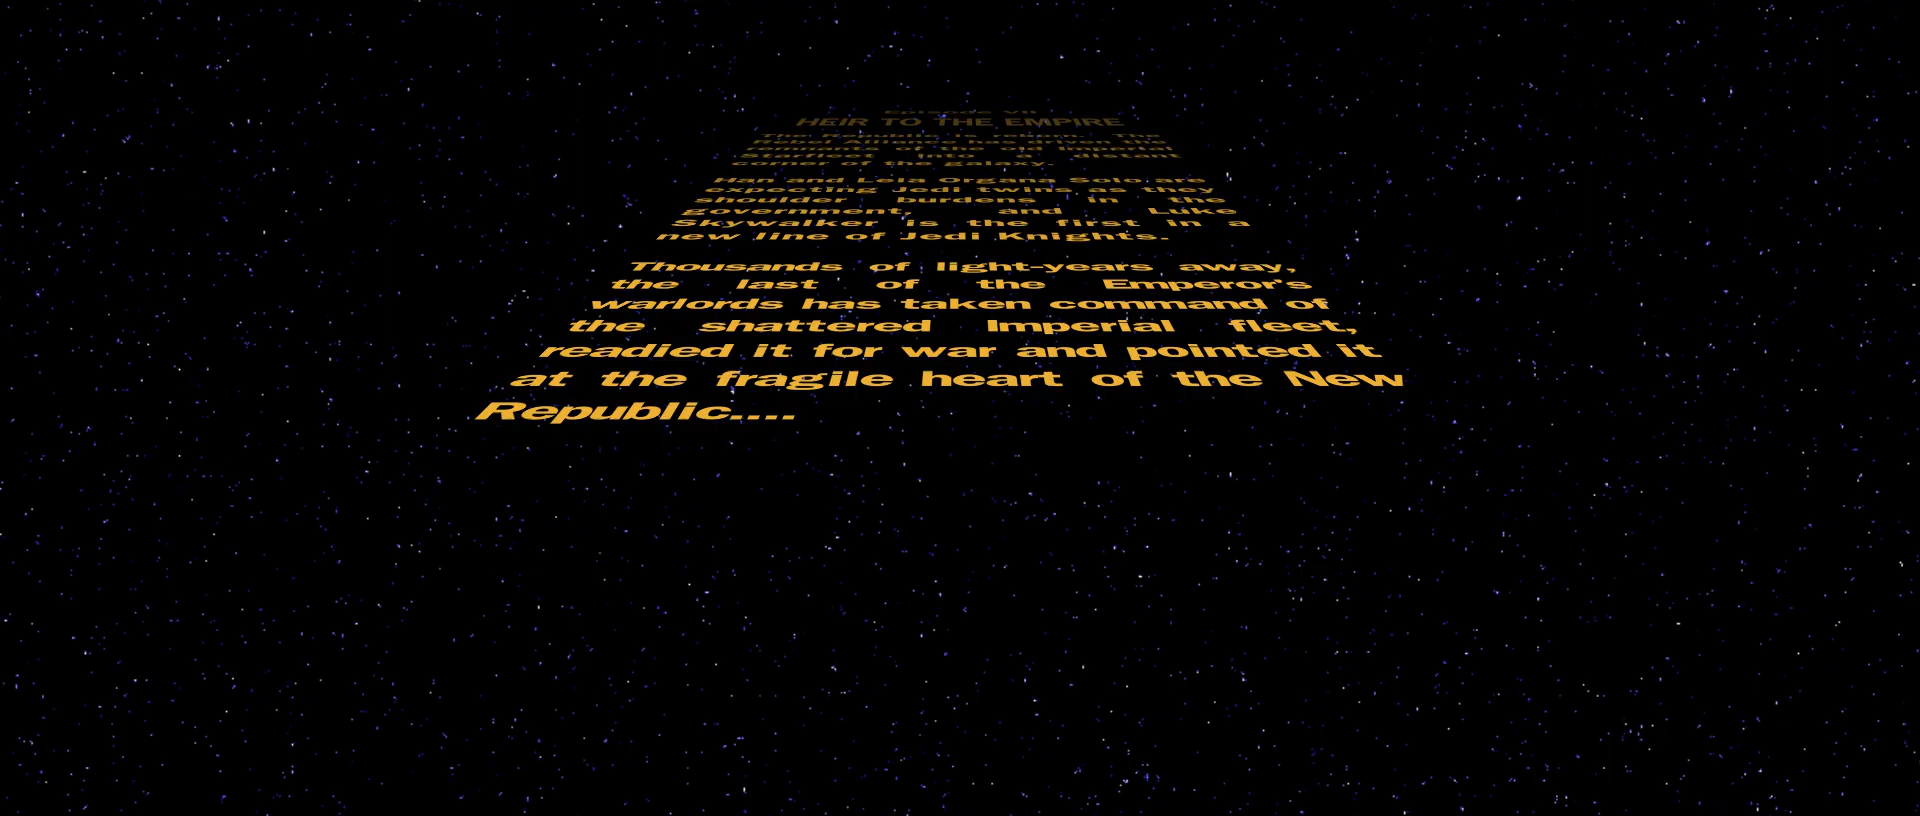 Episode VII
HEIR TO THE EMPIRE
The Republic is reborn. The
Rebel Alliance has driven the
remnants of the old Imperial
Starfleet into a distant
corner of the galaxy.
Han and Leia Organa Solo are
expecting Jedi twins as they
shoulder burdens in the
government, and Luke
Skywalker is the first in a
new line of Jedi Knights.
Thousands of light-years away,
the last of the Emperor's
warlords has taken command of
the shattered Imperial fleet,
readied it for war and pointed it
at the fragile heart of the New
Republic....